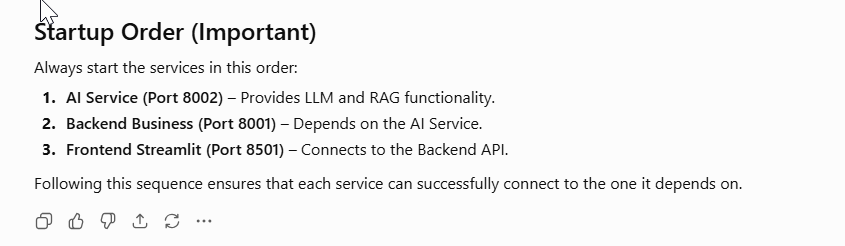 Startup Order (Important)
Always start the services in this order:
1. AI Service (Port 8002) – Provides LLM and RAG functionality.
2. Backend Business (Port 8001) – Depends on the AI Service.
3. Frontend Streamlit (Port 8501) – Connects to the Backend API.
Following this sequence ensures that each service can successfully connect to the one it depends on.